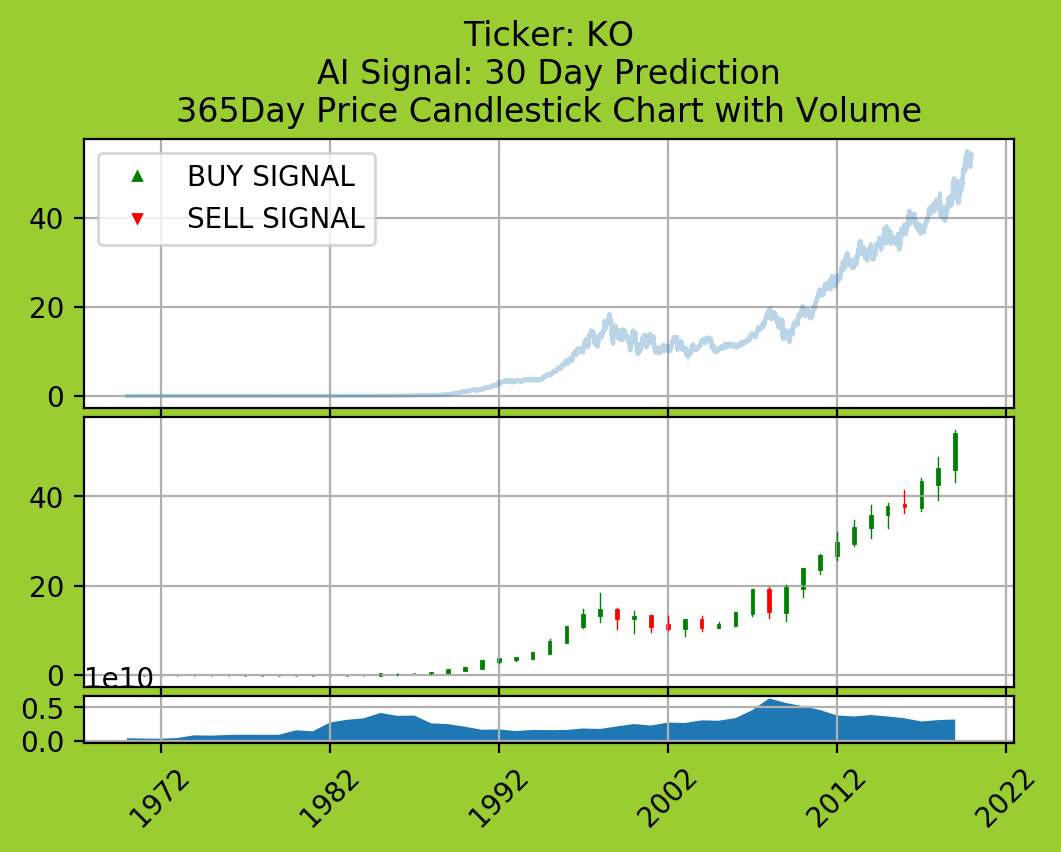 Ticker: KO
AI Signal: 30 Day Prediction
365Day Price Candlestick Chart with Volume
BUY SIGNAL
SELL SIGNAL
40
20
0
40
20
0
1e10
0.5
0.0
1972
1982
1992
2002
2012
2022